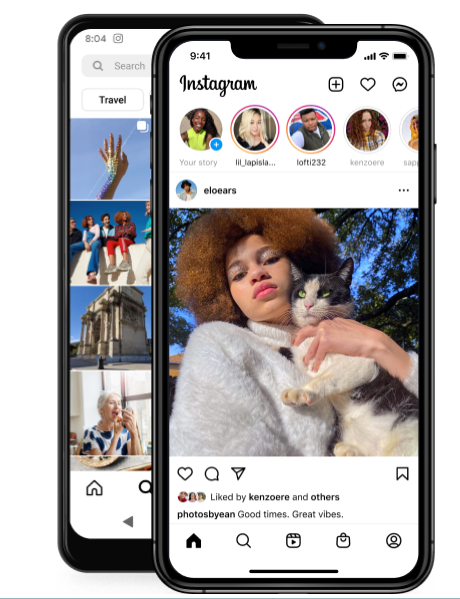 8:04
Search
Travel
9:41
Instagram
Your story
lil_lapisla...
lofti232
kenzoere
sapp
eloears
Liked by kenzoere and others
photosbyean Good times. Great vibes.